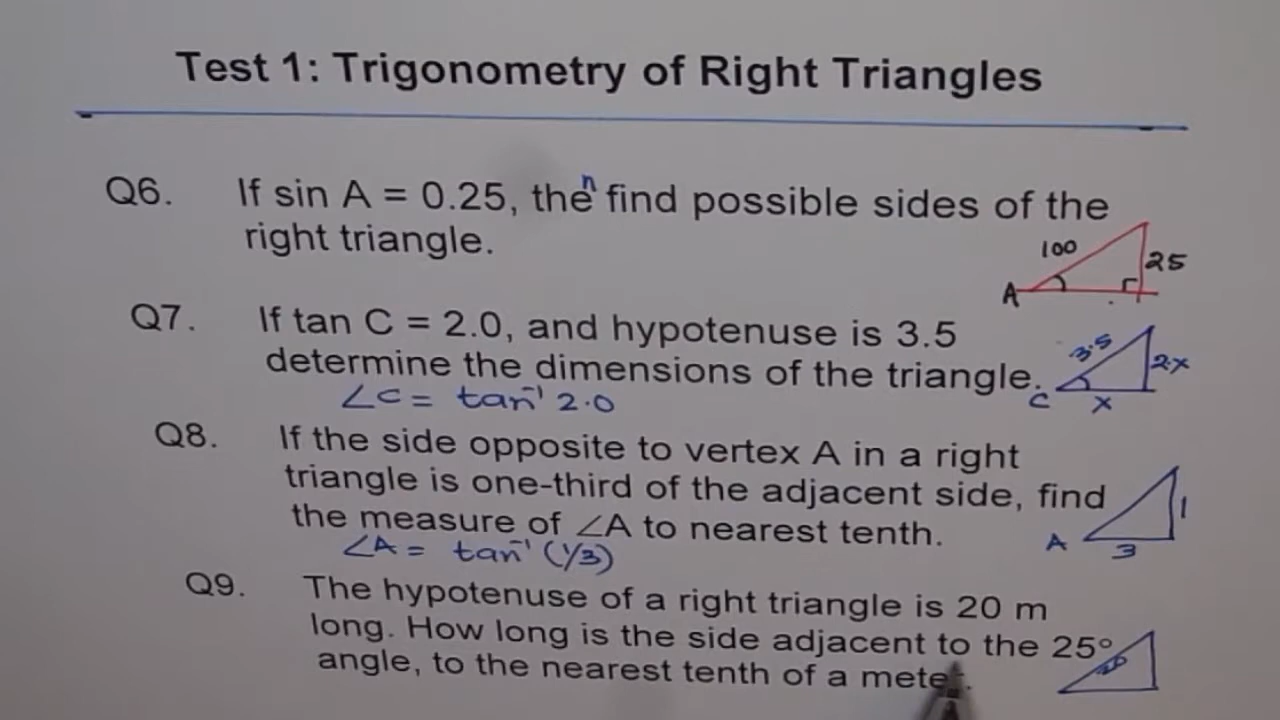 Test 1: Trigonometry of Right Triangles
Q6. If sin A = 0.25, then find possible sides of the
right triangle.
100
25
A
Q7. If tan C = 2.0, and hypotenuse is 3.5
determine the dimensions of the triangle.
3.5
2.x
C
x
∠C = tan⁻¹ 2.0
Q8. If the side opposite to vertex A in a right
triangle is one-third of the adjacent side, find
the measure of ∠A to nearest tenth.
1
A
3
∠A = tan⁻¹ (1/3)
Q9. The hypotenuse of a right triangle is 20 m
long. How long is the side adjacent to the 25°
angle, to the nearest tenth of a meter.
20